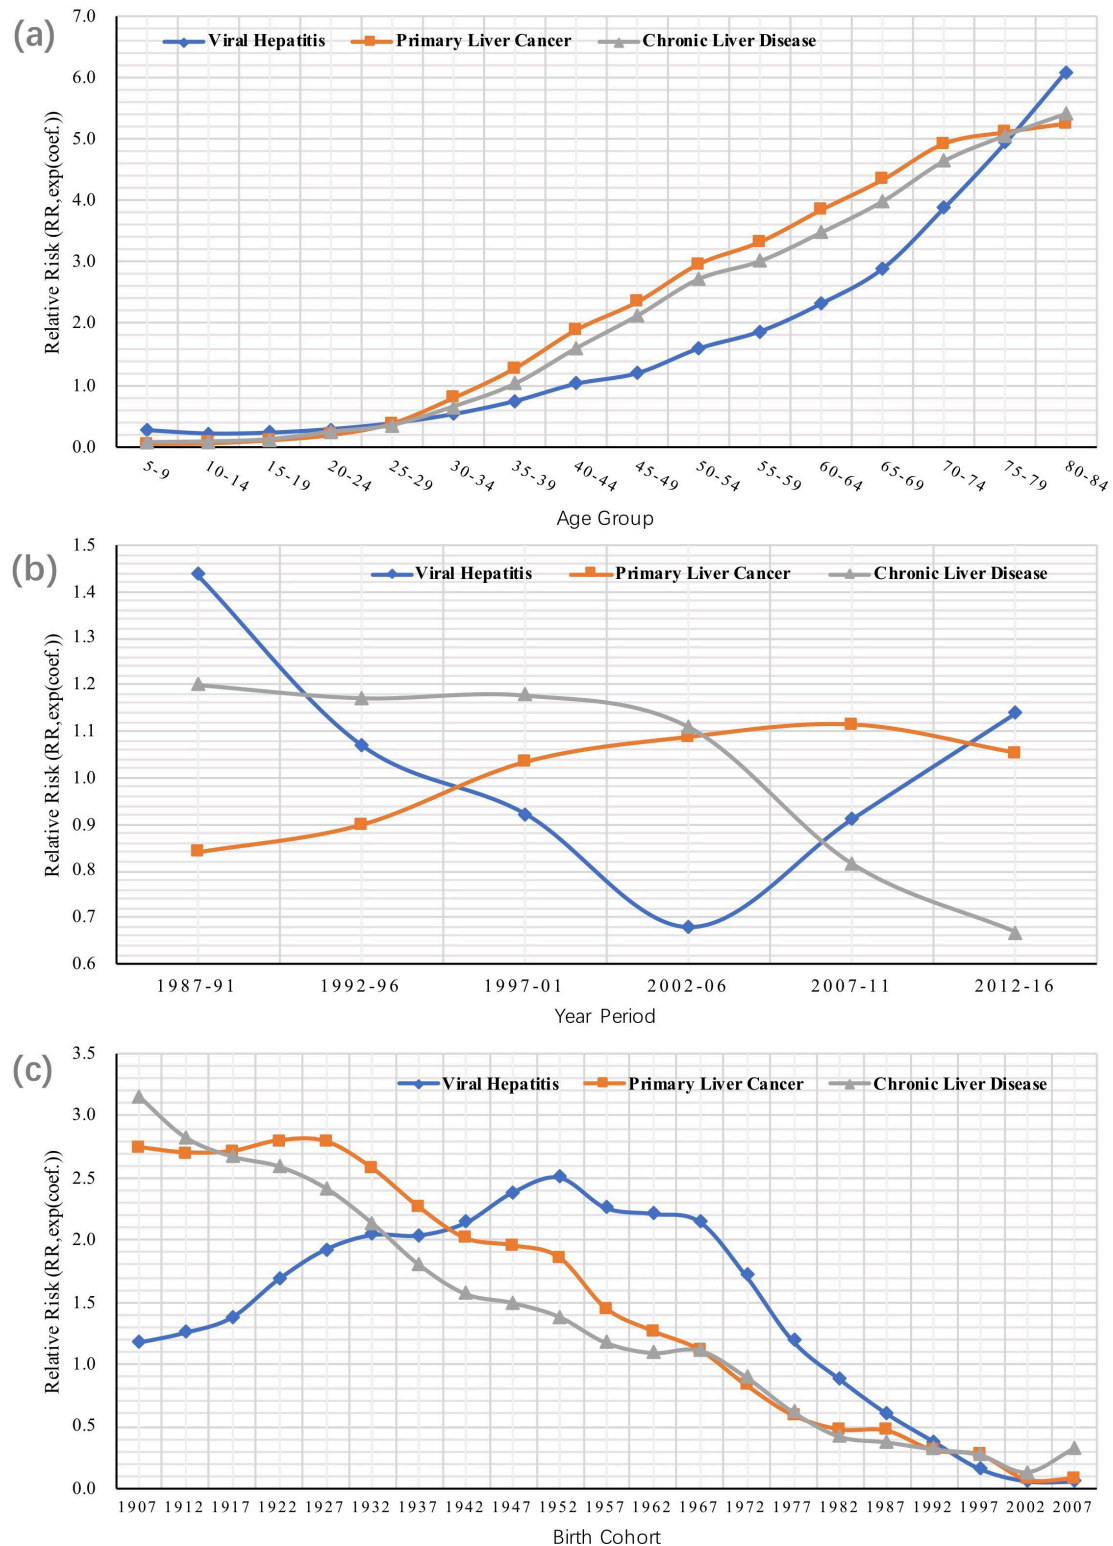 (a)
7.0
6.0
5.0
4.0
3.0
2.0
1.0
0.0
Relative Risk (RR,exp(coef.))
Viral Hepatitis Primary Liver Cancer Chronic Liver Disease
5-9 10-14 15-19 20-24 25-29 30-34 35-39 40-44 45-49 50-54 55-59 60-64 65-69 70-74 75-79 80-84
Age Group
(b)
1.5
1.4
1.3
1.2
1.1
1.0
0.9
0.8
0.7
0.6
Relative Risk (RR,exp(coef.))
Viral Hepatitis Primary Liver Cancer Chronic Liver Disease
1987-91 1992-96 1997-01 2002-06 2007-11 2012-16
Year Period
(c)
3.5
3.0
2.5
2.0
1.5
1.0
0.5
0.0
Relative Risk (RR,exp(coef.))
Viral Hepatitis Primary Liver Cancer Chronic Liver Disease
1907 1912 1917 1922 1927 1932 1937 1942 1947 1952 1957 1962 1967 1972 1977 1982 1987 1992 1997 2002 2007
Birth Cohort